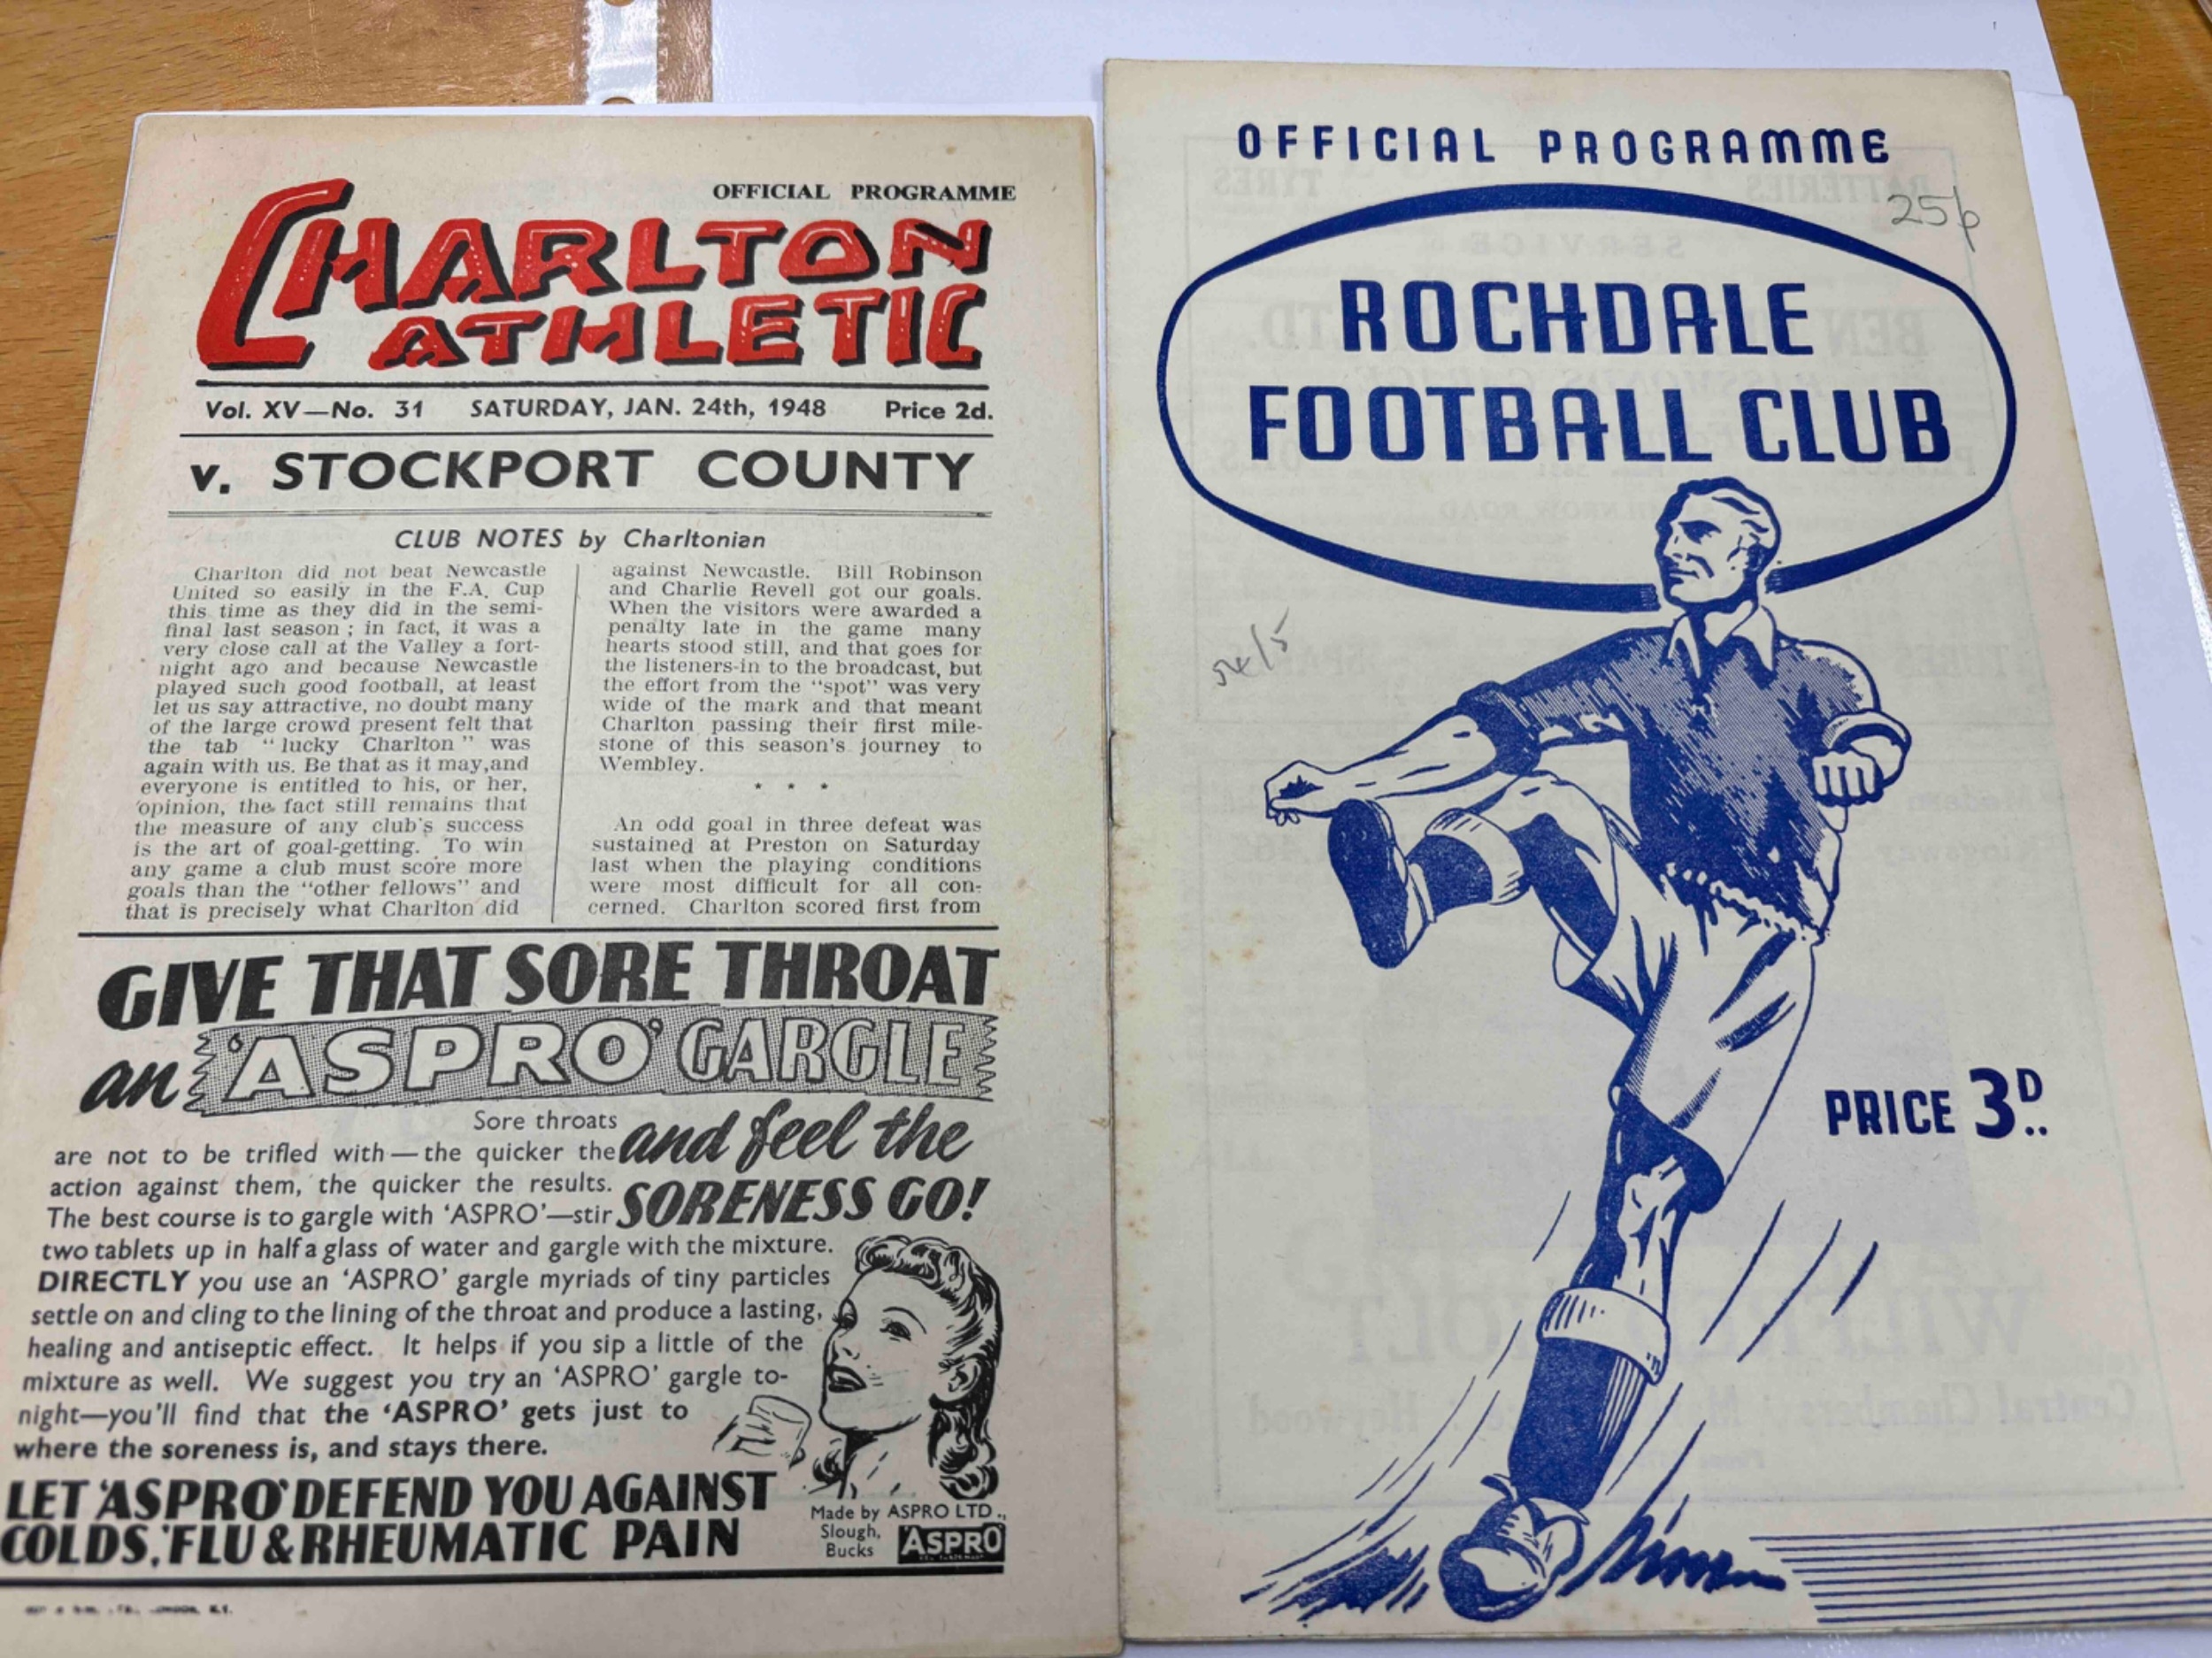 OFFICIAL PROGRAMME
CHARLTON
ATHLETIC
Vol. XV—No. 31 SATURDAY, JAN. 24th, 1948 Price 2d.
v. STOCKPORT COUNTY
CLUB NOTES by Charltonian
Charlton did not beat Newcastle
United so easily in the F.A. Cup
this time as they did in the semi-
final last season ; in fact, it was a
very close call at the Valley a fort-
night ago and because Newcastle
played such good football, at least
let us say attractive, no doubt many
of the large crowd present felt that
the tab " lucky Charlton " was
again with us. Be that as it may, and
everyone is entitled to his, or her,
opinion, the fact still remains that
the measure of any club's success
is the art of goal-getting. To win
any game a club must score more
goals than the "other fellows" and
that is precisely what Charlton did
against Newcastle. Bill Robinson
and Charlie Revell got our goals.
When the visitors were awarded a
penalty late in the game many
hearts stood still, and that goes for
the listeners-in to the broadcast, but
the effort from the "spot" was very
wide of the mark and that meant
Charlton passing their first mile-
stone of this season's journey to
Wembley.
* * *
An odd goal in three defeat was
sustained at Preston on Saturday
last when the playing conditions
were most difficult for all con-
cerned. Charlton scored first from
GIVE THAT SORE THROAT
an 'ASPRO' GARGLE
and feel the
SORENESS GO!
Sore throats
are not to be trifled with — the quicker the
action against them, the quicker the results.
The best course is to gargle with 'ASPRO'—stir
two tablets up in half a glass of water and gargle with the mixture.
DIRECTLY you use an 'ASPRO' gargle myriads of tiny particles
settle on and cling to the lining of the throat and produce a lasting,
healing and antiseptic effect. It helps if you sip a little of the
mixture as well. We suggest you try an 'ASPRO' gargle to-
night—you'll find that the 'ASPRO' gets just to
where the soreness is, and stays there.
LET 'ASPRO' DEFEND YOU AGAINST
COLDS, 'FLU & RHEUMATIC PAIN
Made by ASPRO LTD.,
Slough,
Bucks
'ASPRO'
OFFICIAL PROGRAMME
25p
ROCHDALE
FOOTBALL CLUB
54/5
PRICE 3D..